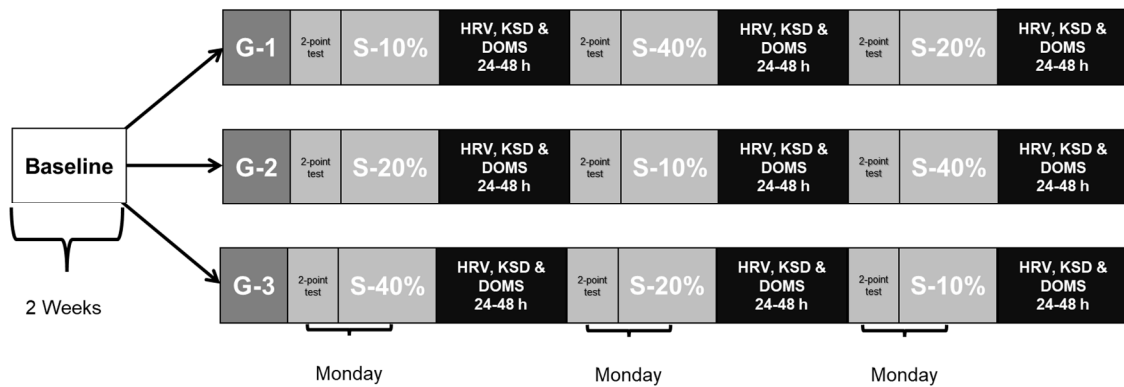 Baseline
2 Weeks
G-1
2-point
test
S-10%
HRV, KSD &
DOMS
24-48 h
2-point
test
S-40%
HRV, KSD &
DOMS
24-48 h
2-point
test
S-20%
HRV, KSD &
DOMS
24-48 h
G-2
2-point
test
S-20%
HRV, KSD &
DOMS
24-48 h
2-point
test
S-10%
HRV, KSD &
DOMS
24-48 h
2-point
test
S-40%
HRV, KSD &
DOMS
24-48 h
G-3
2-point
test
S-40%
HRV, KSD &
DOMS
24-48 h
2-point
test
S-20%
HRV, KSD &
DOMS
24-48 h
2-point
test
S-10%
HRV, KSD &
DOMS
24-48 h
Monday
Monday
Monday